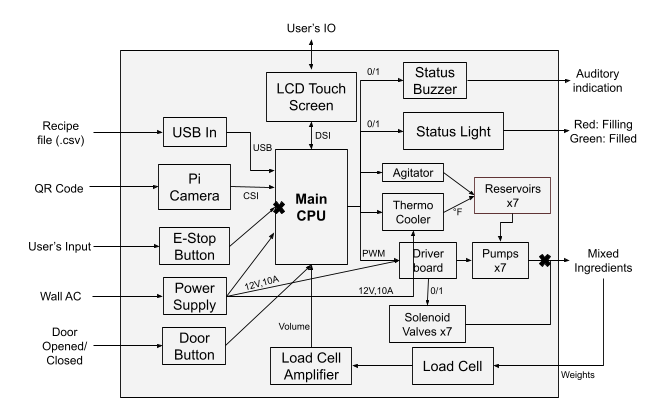 User's IO
0/1
Status
Buzzer
Auditory
indication
LCD Touch
Screen
Recipe
file (.csv)
USB In
DSI
0/1
Status Light
Red: Filling
Green: Filled
USB
QR Code
Pi
Camera
CSI
Main
CPU
Agitator
Reservoirs
x7
Thermo
Cooler
°F
User's Input
E-Stop
Button
PWM
Driver
board
Pumps
x7
Mixed
Ingredients
Wall AC
Power
Supply
12V,10A
12V,10A
0/1
Door
Opened/
Closed
Door
Button
Volume
Solenoid
Valves x7
Load Cell
Amplifier
Load Cell
Weights